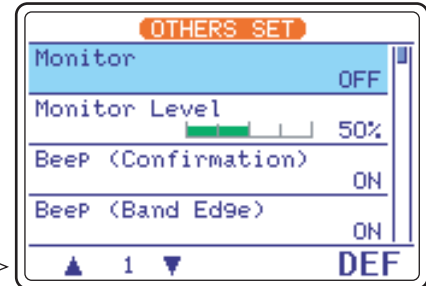 OTHERS SET
Monitor
OFF
Monitor Level
50%
Beep (Confirmation)
ON
Beep (Band Edge)
ON
▲ 1 ▼ DEF